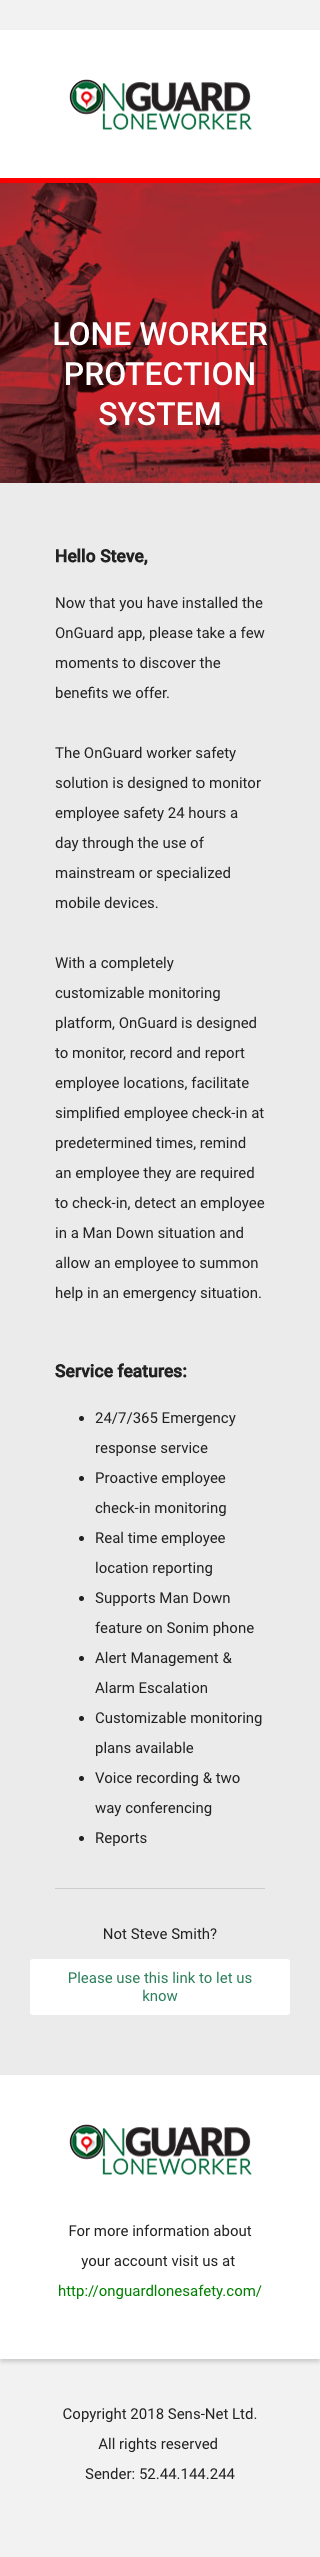 ONGUARD
LONEWORKER
LONE WORKER
PROTECTION
SYSTEM
Hello Steve,
Now that you have installed the
OnGuard app, please take a few
moments to discover the
benefits we offer.
The OnGuard worker safety
solution is designed to monitor
employee safety 24 hours a
day through the use of
mainstream or specialized
mobile devices.
With a completely
customizable monitoring
platform, OnGuard is designed
to monitor, record and report
employee locations, facilitate
simplified employee check-in at
predetermined times, remind
an employee they are required
to check-in, detect an employee
in a Man Down situation and
allow an employee to summon
help in an emergency situation.
Service features:
• 24/7/365 Emergency
response service
• Proactive employee
check-in monitoring
• Real time employee
location reporting
• Supports Man Down
feature on Sonim phone
• Alert Management &
Alarm Escalation
• Customizable monitoring
plans available
• Voice recording & two
way conferencing
• Reports
Not Steve Smith?
Please use this link to let us
know
ONGUARD
LONEWORKER
For more information about
your account visit us at
http://onguardlonesafety.com/
Copyright 2018 Sens-Net Ltd.
All rights reserved
Sender: 52.44.144.244